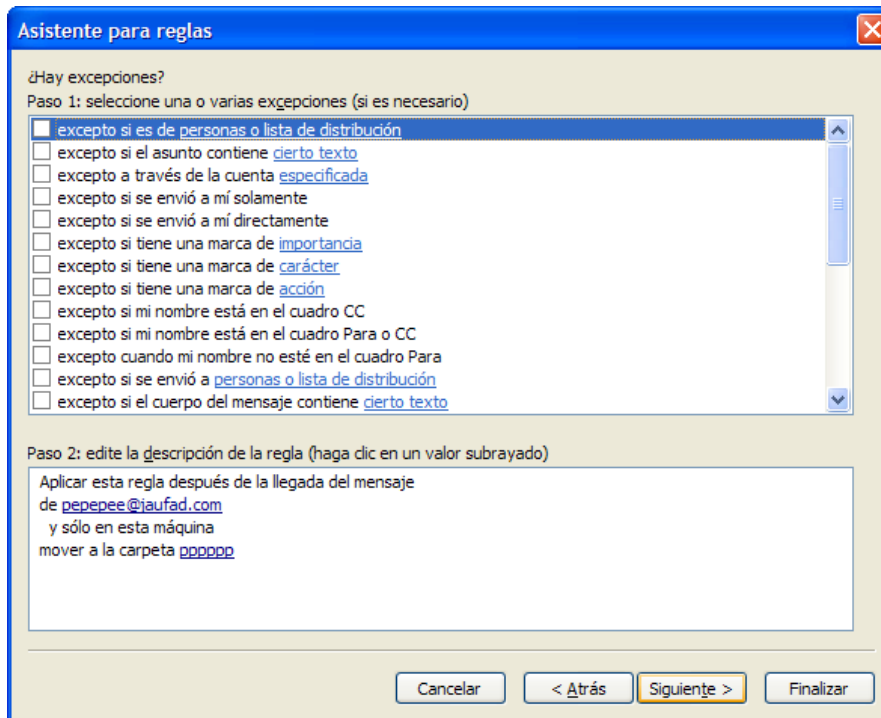 Asistente para reglas
¿Hay excepciones?
Paso 1: seleccione una o varias excepciones (si es necesario)
excepto si es de personas o lista de distribución
excepto si el asunto contiene cierto texto
excepto a través de la cuenta especificada
excepto si se envió a mí solamente
excepto si se envió a mí directamente
excepto si tiene una marca de importancia
excepto si tiene una marca de carácter
excepto si tiene una marca de acción
excepto si mi nombre está en el cuadro CC
excepto si mi nombre está en el cuadro Para o CC
excepto cuando mi nombre no esté en el cuadro Para
excepto si se envió a personas o lista de distribución
excepto si el cuerpo del mensaje contiene cierto texto
Paso 2: edite la descripción de la regla (haga clic en un valor subrayado)
Aplicar esta regla después de la llegada del mensaje
de pepepee@jaufad.com
y sólo en esta máquina
mover a la carpeta pppppp
Cancelar < Atrás Siguiente > Finalizar